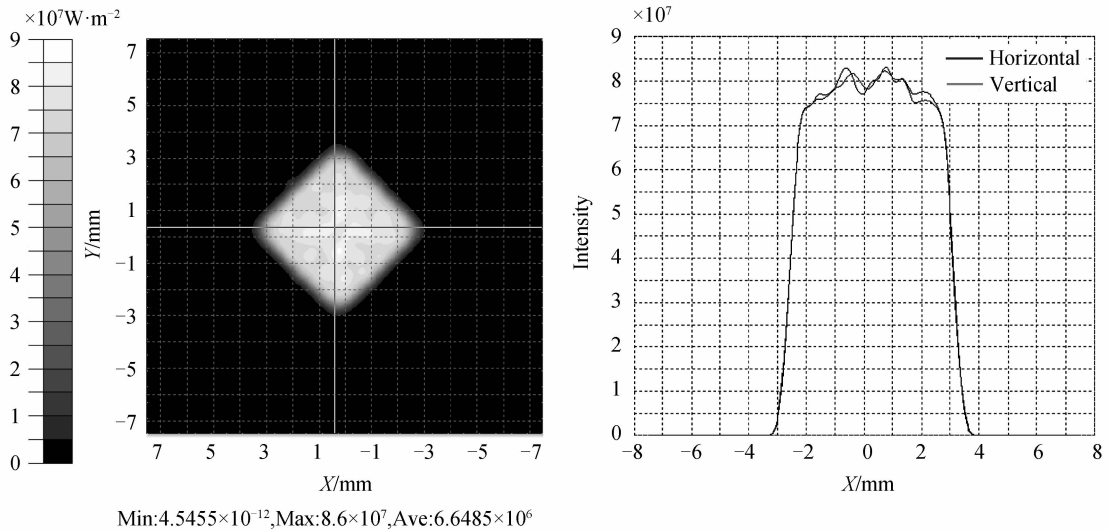 ×10⁷W·m⁻²
9
8
7
6
5
4
3
2
1
0
Y/mm
7
5
3
1
−1
−3
−5
−7
7 5 3 1 −1 −3 −5 −7
X/mm
Min:4.5455×10⁻¹²,Max:8.6×10⁷,Ave:6.6485×10⁶
×10⁷
Intensity
9
8
7
6
5
4
3
2
1
0
Horizontal
Vertical
−8 −6 −4 −2 0 2 4 6 8
X/mm